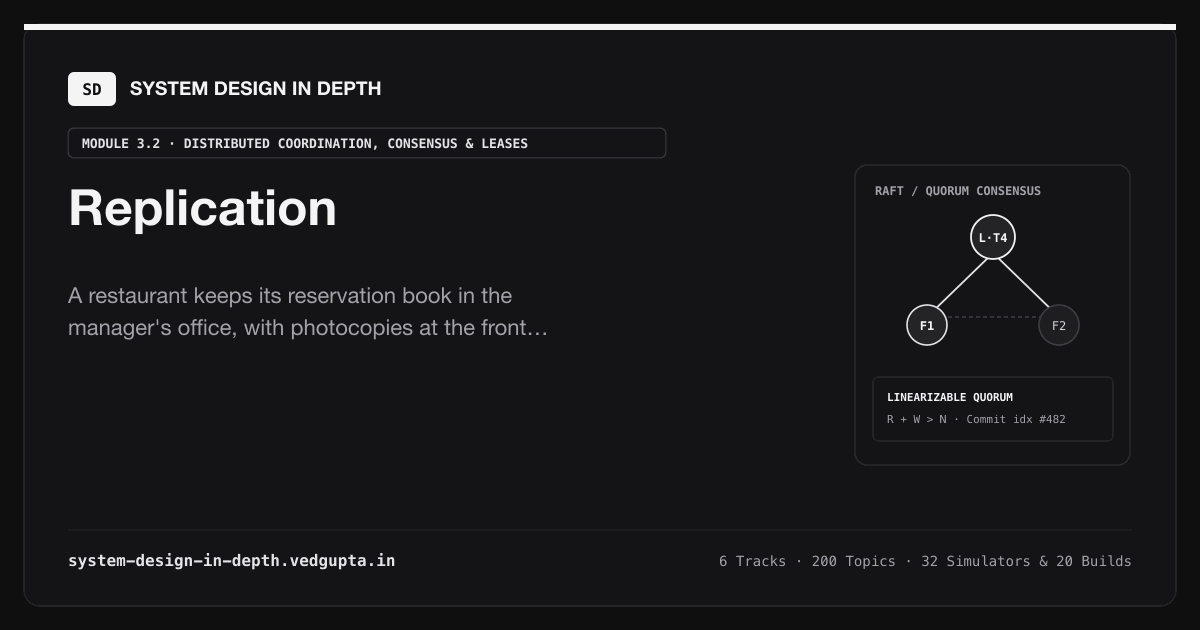 SD
SYSTEM DESIGN IN DEPTH
MODULE 3.2 · DISTRIBUTED COORDINATION, CONSENSUS & LEASES
Replication
A restaurant keeps its reservation book in the
manager's office, with photocopies at the front…
RAFT / QUORUM CONSENSUS
L·T4
F1
F2
LINEARIZABLE QUORUM
R + W > N · Commit idx #482
system-design-in-depth.vedgupta.in
6 Tracks · 200 Topics · 32 Simulators & 20 Builds